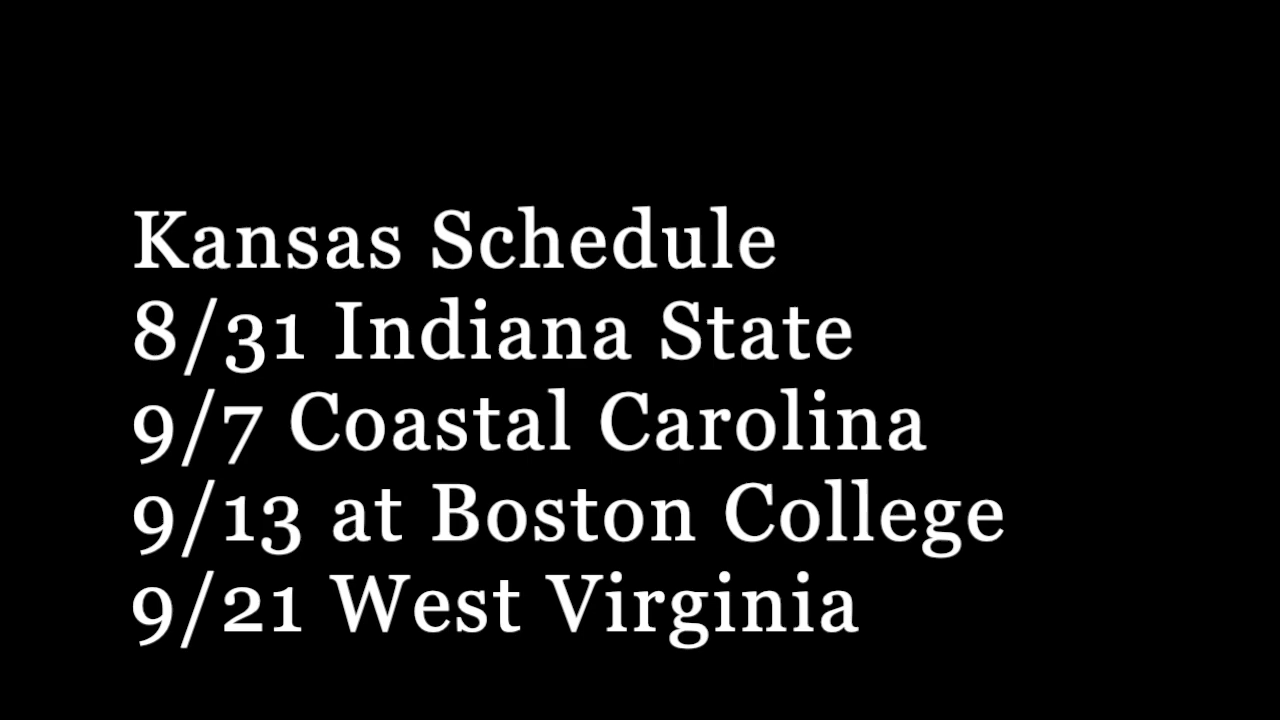 Kansas Schedule
8/31 Indiana State
9/7 Coastal Carolina
9/13 at Boston College
9/21 West Virginia